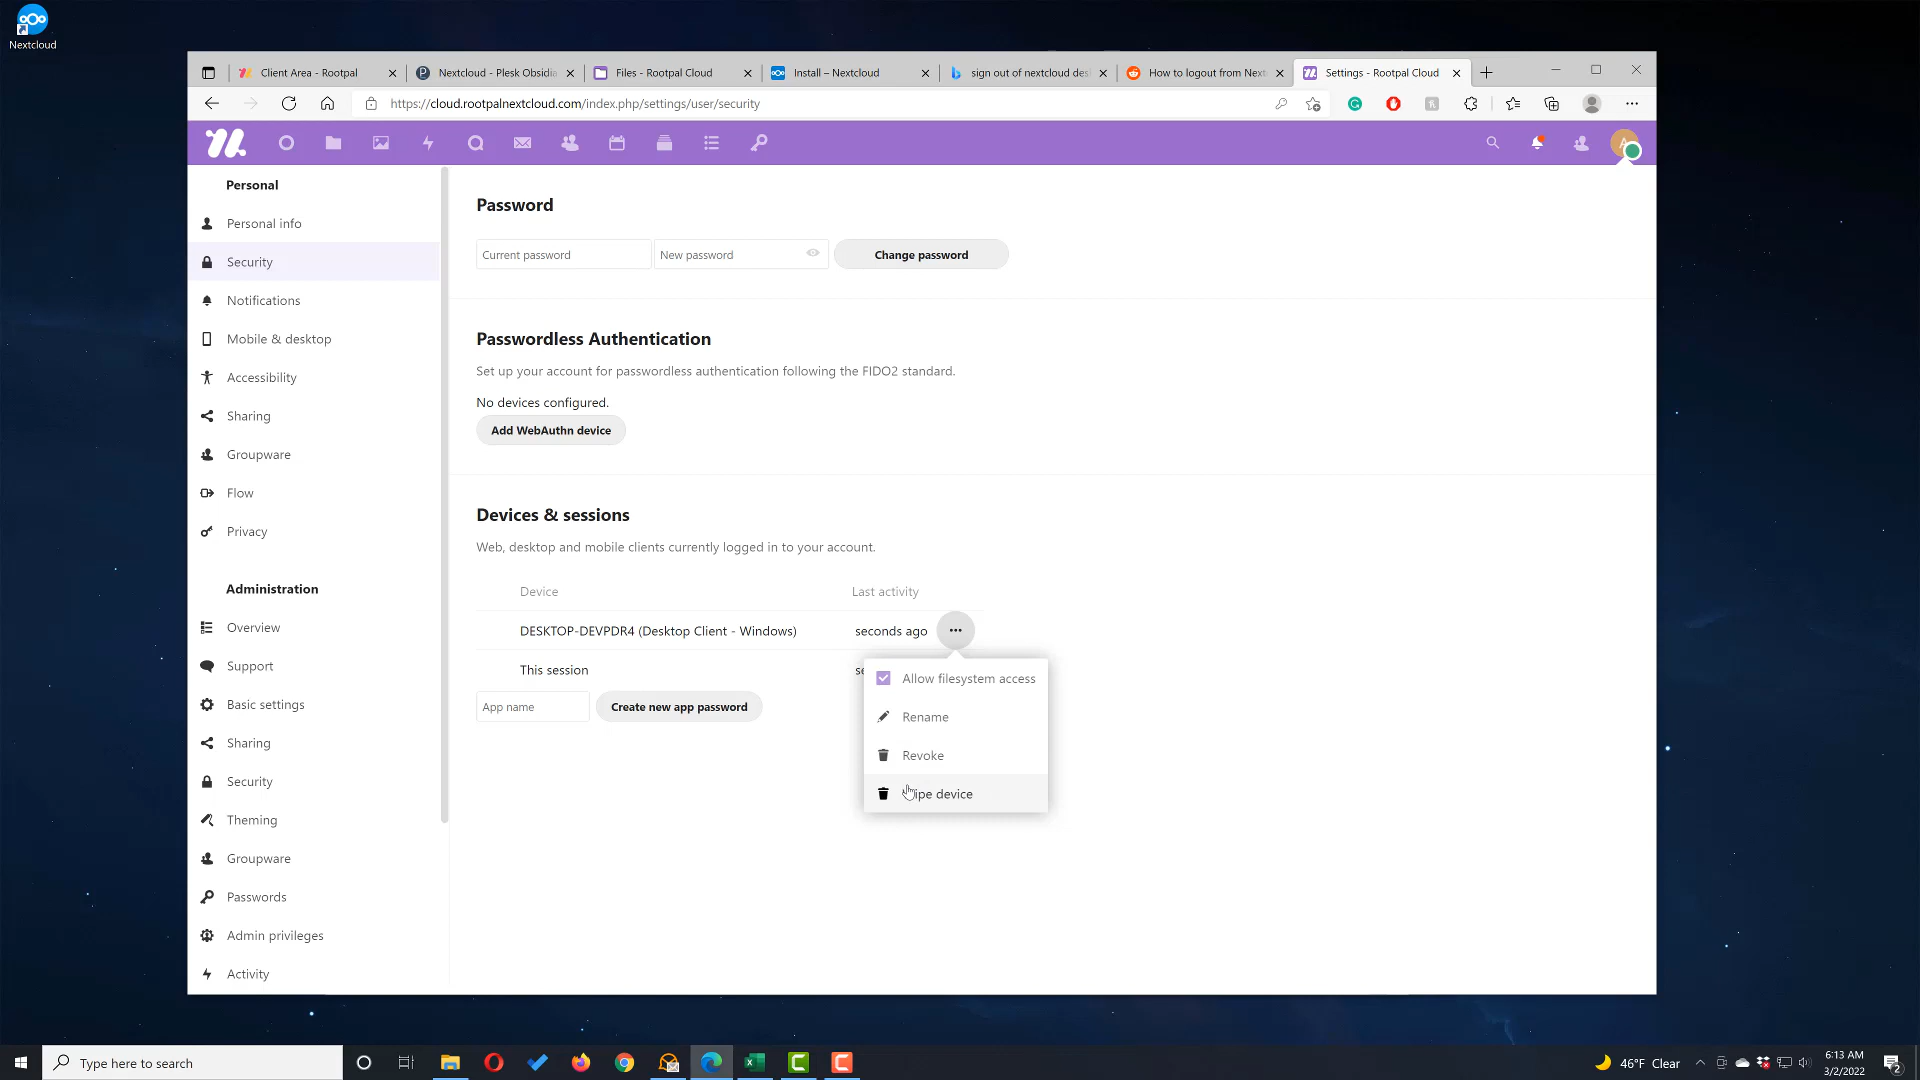 Nextcloud
Client Area - Rootpal
Nextcloud - Plesk Obsidia
Files - Rootpal Cloud
Install – Nextcloud
sign out of nextcloud des
How to logout from Next
Settings - Rootpal Cloud
https://cloud.rootpalnextcloud.com/index.php/settings/user/security
A
Personal
Personal info
Security
Notifications
Mobile & desktop
Accessibility
Sharing
Groupware
Flow
Privacy
Administration
Overview
Support
Basic settings
Sharing
Security
Theming
Groupware
Passwords
Admin privileges
Activity
Password
Current password
New password
Change password
Passwordless Authentication
Set up your account for passwordless authentication following the FIDO2 standard.
No devices configured.
Add WebAuthn device
Devices & sessions
Web, desktop and mobile clients currently logged in to your account.
Device
Last activity
DESKTOP-DEVPDR4 (Desktop Client - Windows)
seconds ago
This session
se
App name
Create new app password
Allow filesystem access
Rename
Revoke
ipe device
Type here to search
46°F Clear
6:13 AM
3/2/2022
2